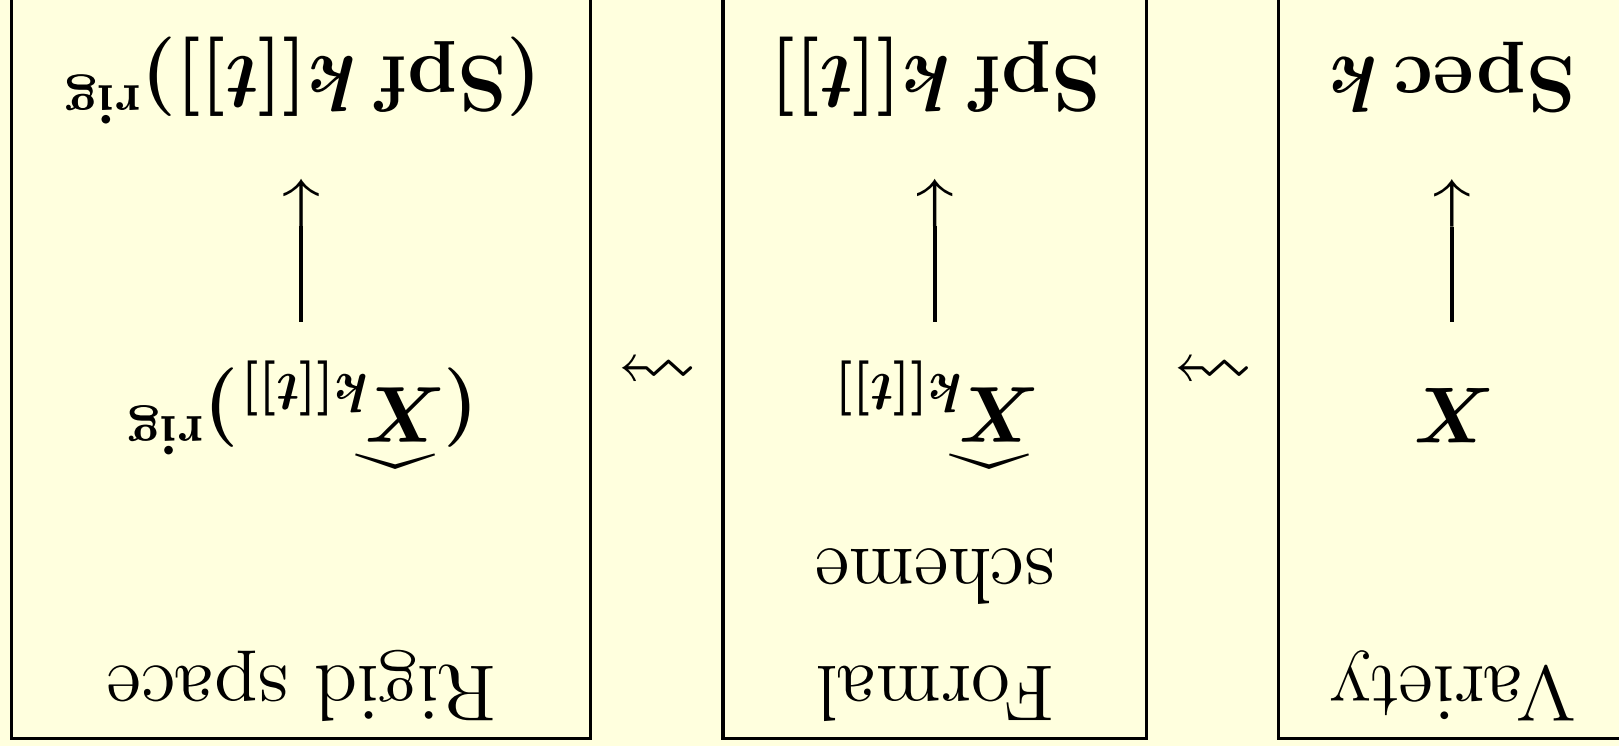 Variety
X
↓
Spec k
⇝
Formal
scheme
X̂_{k[[t]]}
↓
Spf k[[t]]
⇝
Rigid space
(X̂_{k[[t]]})^{rig}
↓
(Spf k[[t]])^{rig}